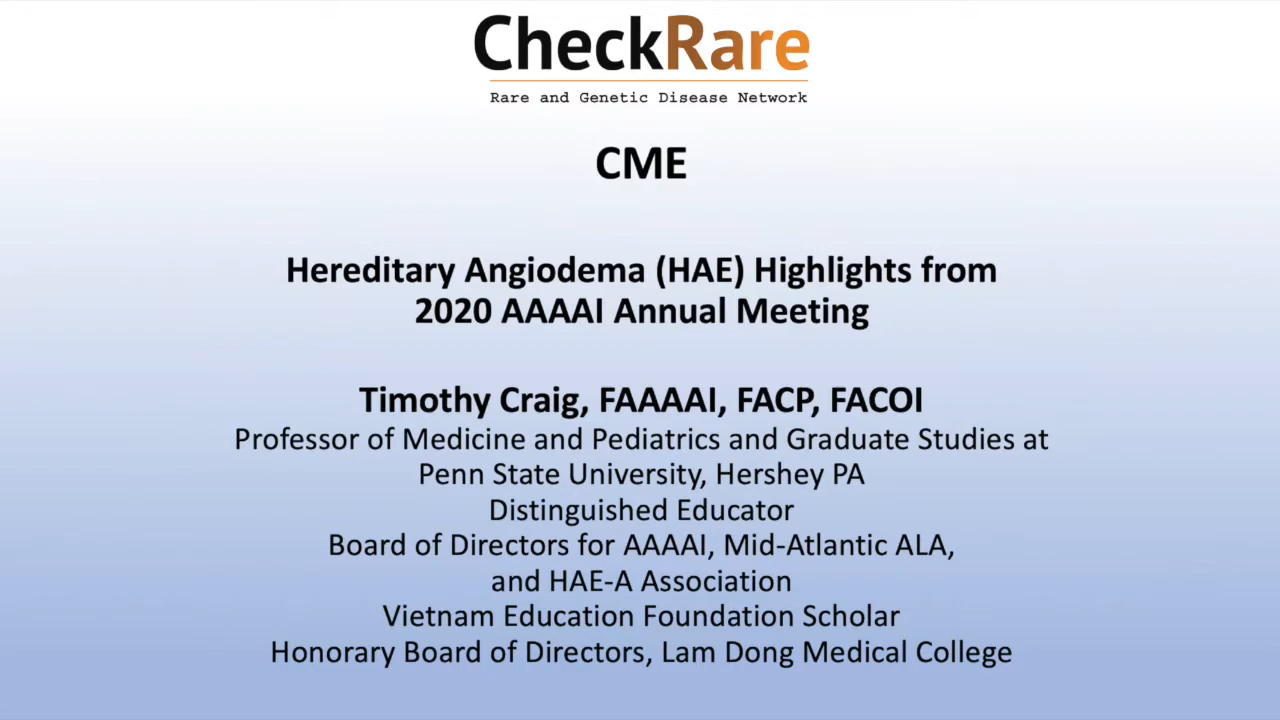 CheckRare
Rare and Genetic Disease Network
CME
Hereditary Angiodema (HAE) Highlights from
2020 AAAAI Annual Meeting
Timothy Craig, FAAAAI, FACP, FACOI
Professor of Medicine and Pediatrics and Graduate Studies at
Penn State University, Hershey PA
Distinguished Educator
Board of Directors for AAAAI, Mid-Atlantic ALA,
and HAE-A Association
Vietnam Education Foundation Scholar
Honorary Board of Directors, Lam Dong Medical College